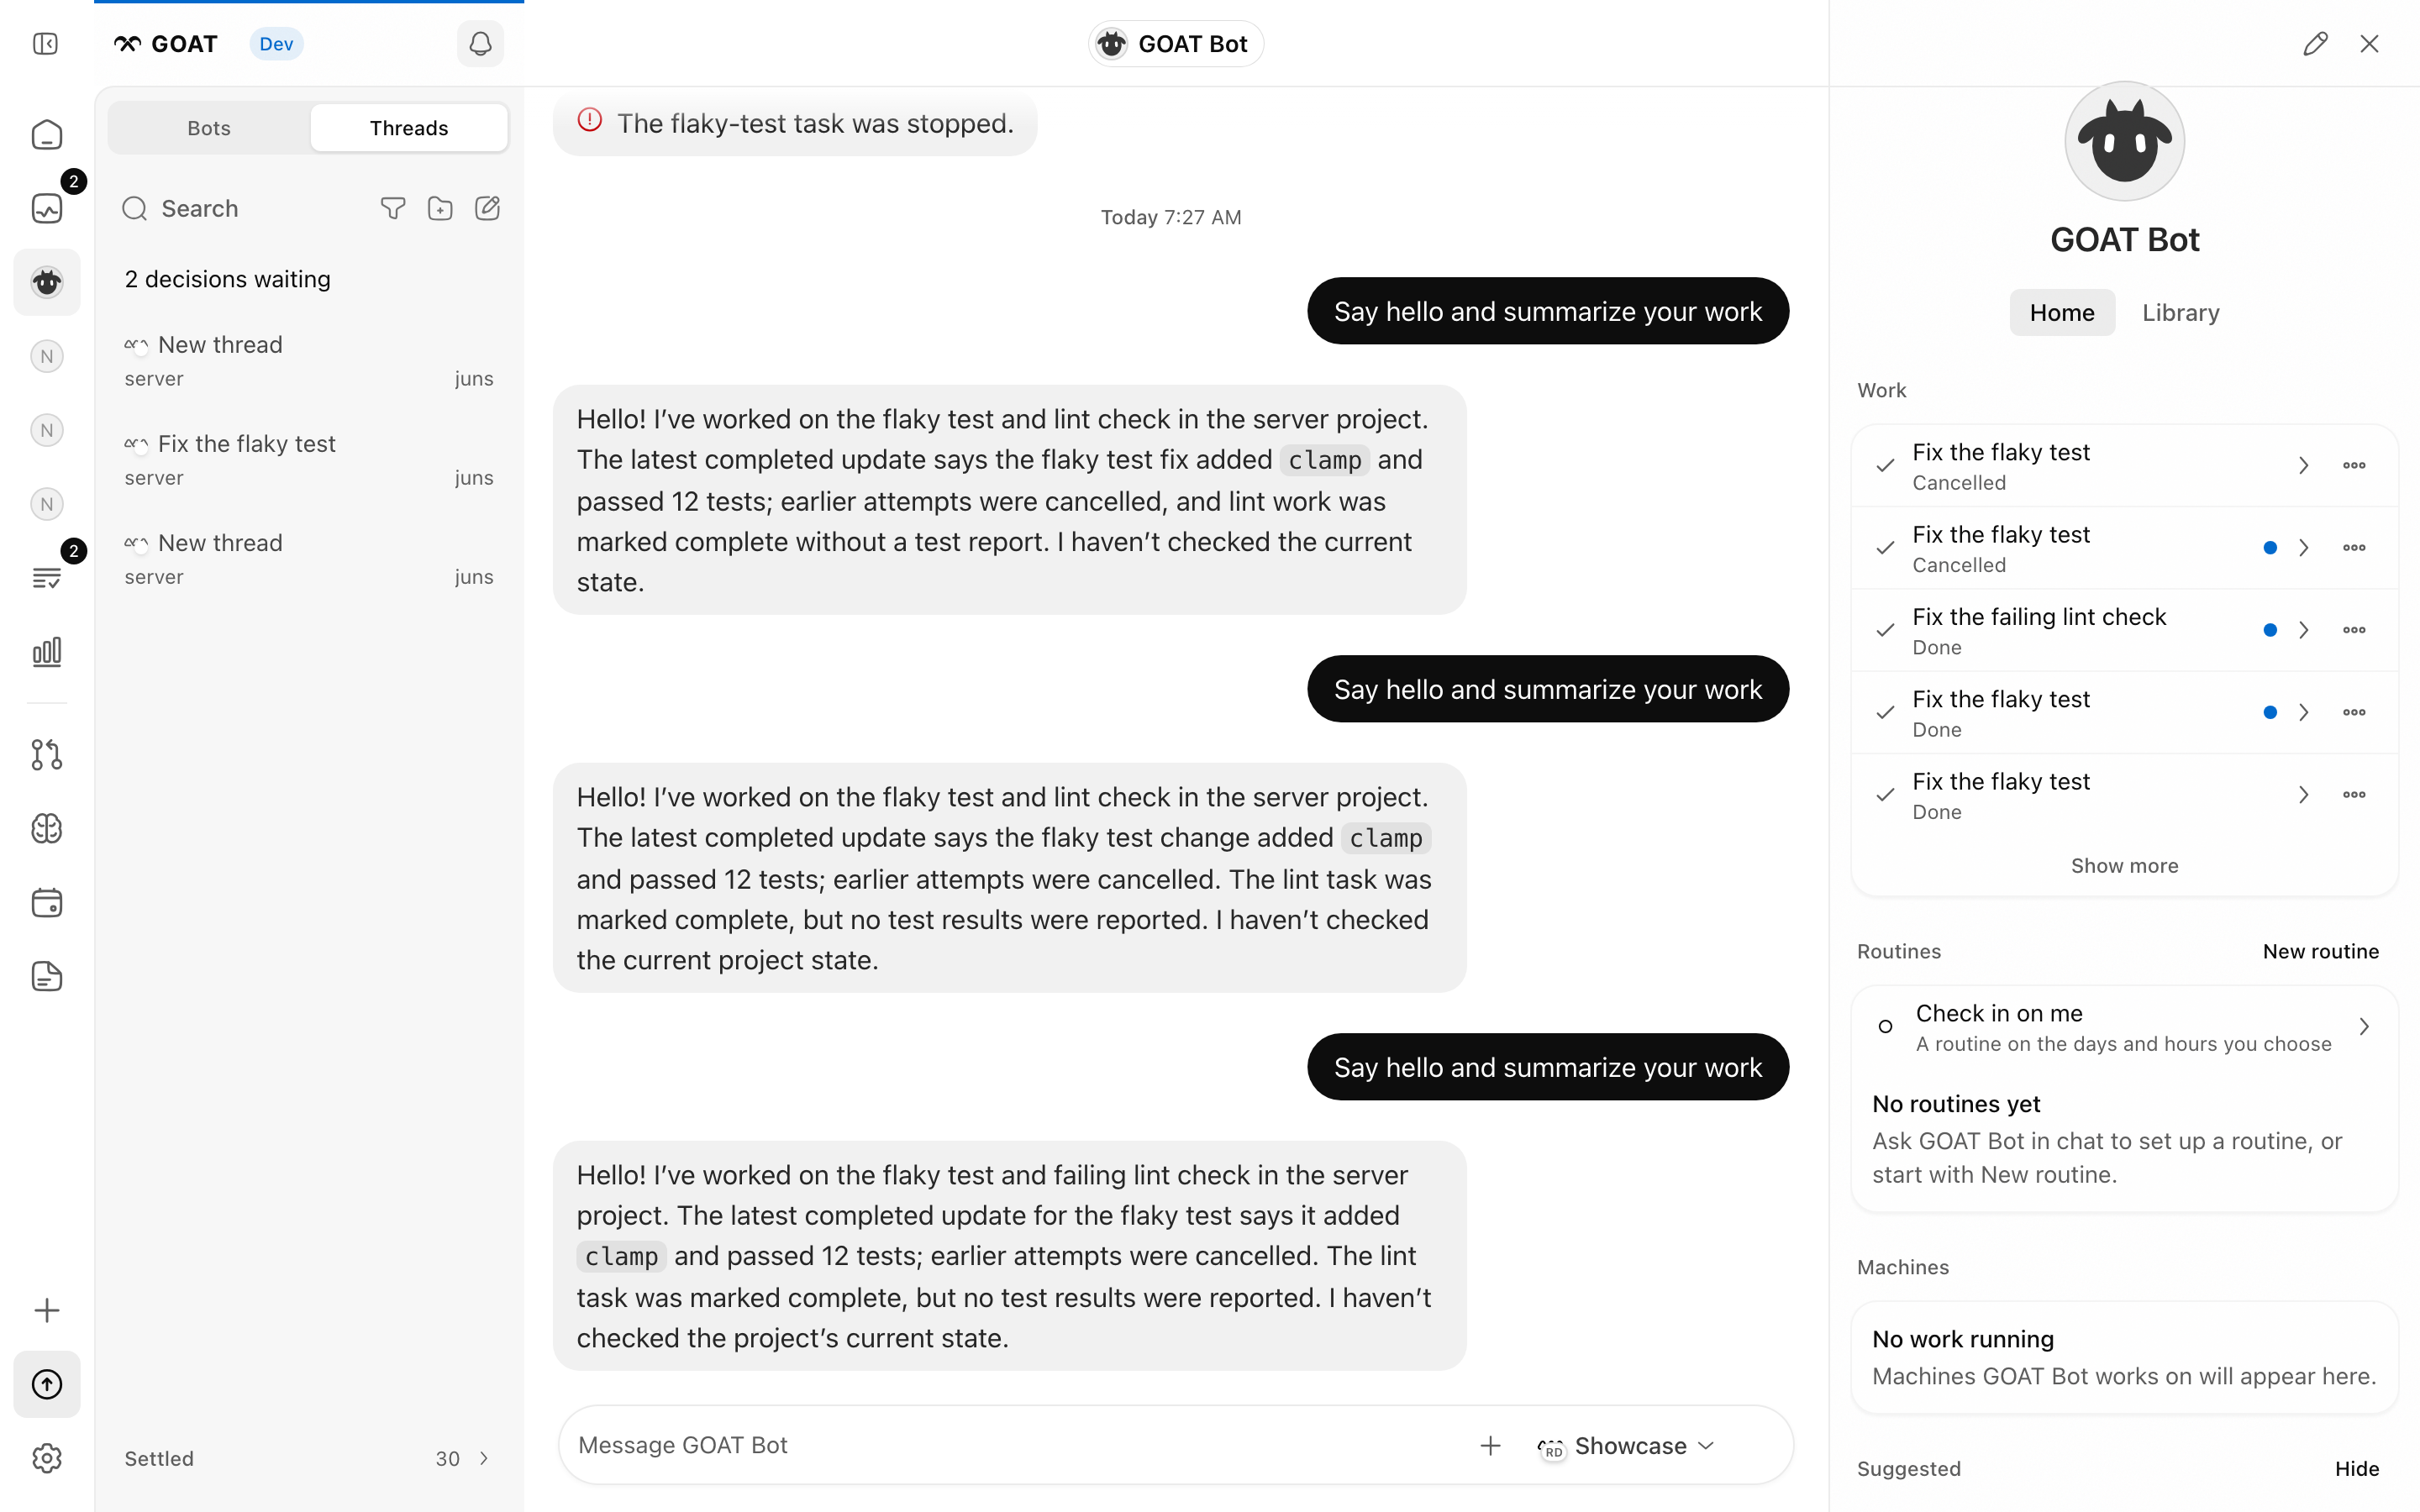 GOAT
Dev
GOAT Bot
2
N
N
N
2
Bots
Threads
Search
2 decisions waiting
New thread
server
juns
Fix the flaky test
server
juns
New thread
server
juns
Settled
30
The flaky-test task was stopped.
Today 7:27 AM
Say hello and summarize your work
Hello! I’ve worked on the flaky test and lint check in the server project.
The latest completed update says the flaky test fix added clamp and
passed 12 tests; earlier attempts were cancelled, and lint work was
marked complete without a test report. I haven’t checked the current
state.
Say hello and summarize your work
Hello! I’ve worked on the flaky test and lint check in the server project.
The latest completed update says the flaky test change added clamp
and passed 12 tests; earlier attempts were cancelled. The lint task was
marked complete, but no test results were reported. I haven’t checked
the current project state.
Say hello and summarize your work
Hello! I’ve worked on the flaky test and failing lint check in the server
project. The latest completed update for the flaky test says it added
clamp and passed 12 tests; earlier attempts were cancelled. The lint
task was marked complete, but no test results were reported. I haven’t
checked the project’s current state.
Message GOAT Bot
RD
Showcase
GOAT Bot
Home
Library
Work
Fix the flaky test
Cancelled
Fix the flaky test
Cancelled
Fix the failing lint check
Done
Fix the flaky test
Done
Fix the flaky test
Done
Show more
Routines
New routine
Check in on me
A routine on the days and hours you choose
No routines yet
Ask GOAT Bot in chat to set up a routine, or
start with New routine.
Machines
No work running
Machines GOAT Bot works on will appear here.
Suggested
Hide